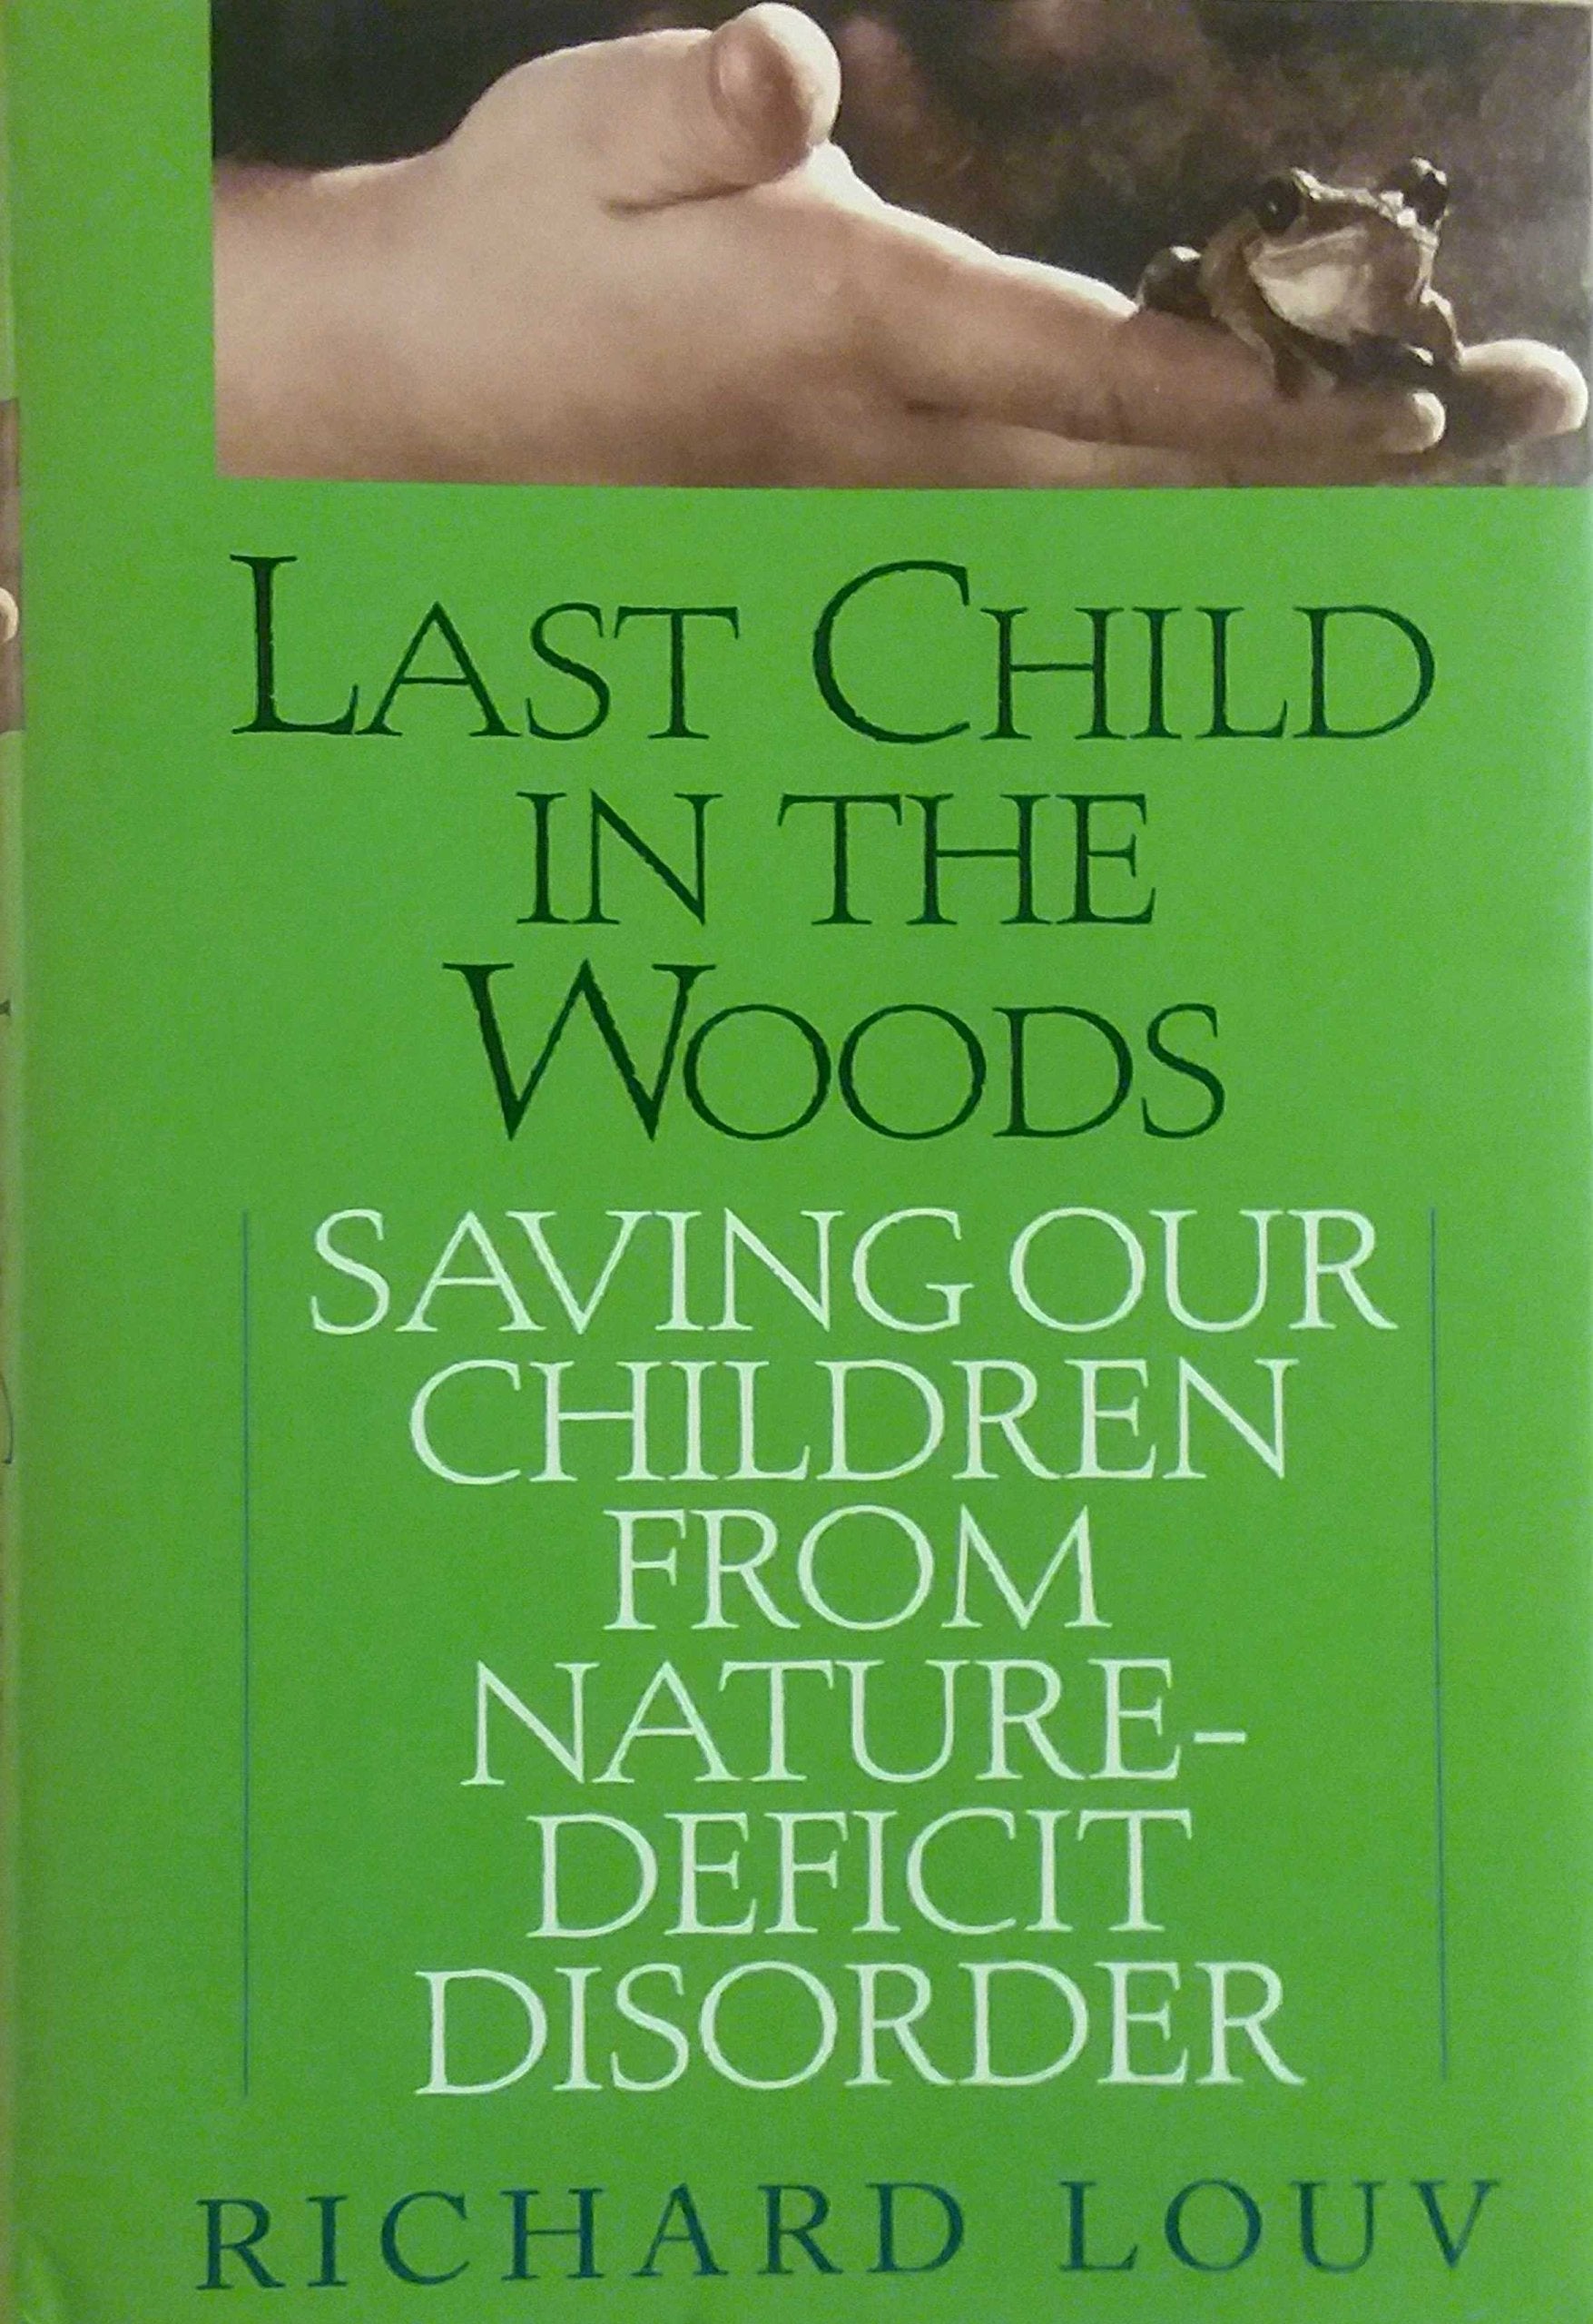 LAST CHILD
IN THE
WOODS
SAVING OUR
CHILDREN
FROM
NATURE-
DEFICIT
DISORDER
RICHARD LOUV